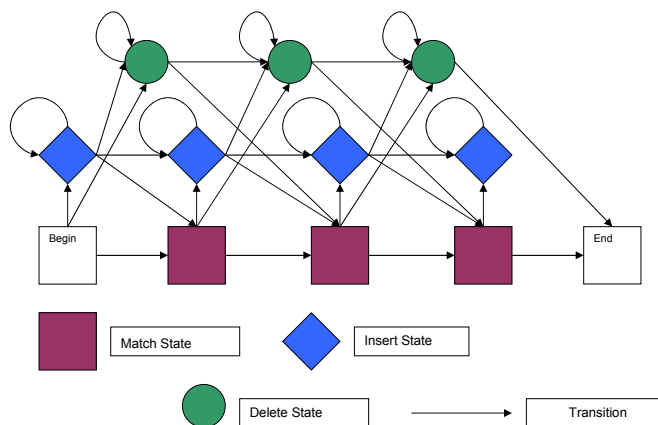 Begin
End
Match State
Insert State
Delete State
Transition